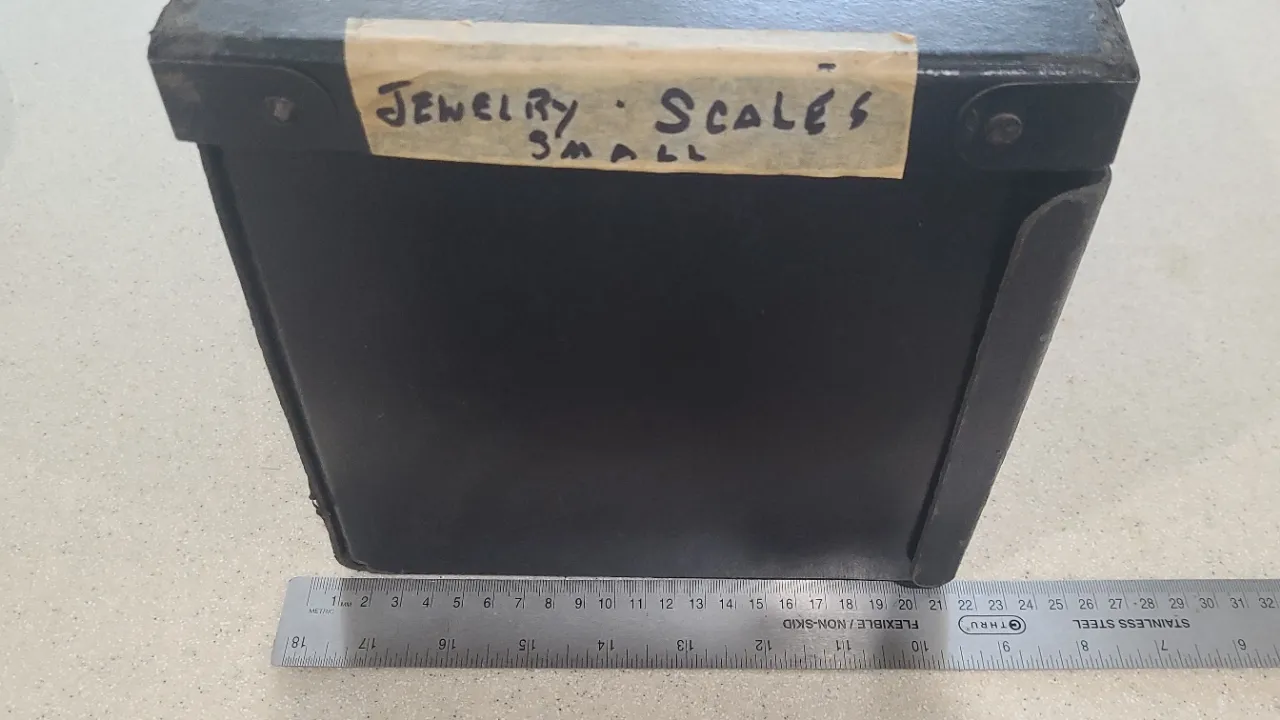 JEWELRY · SCALES
SMALL
METRIC 1 MM 2 3 4 5 6 7 8 9 10 11 12 13 14 15 16 17 18 19 20 21 22 23 24 25 26 27 28 29 30 31 32
FLEXIBLE / NON-SKID C-THRU STAINLESS STEEL
18 17 16 15 14 13 12 11 10 9 8 7 6